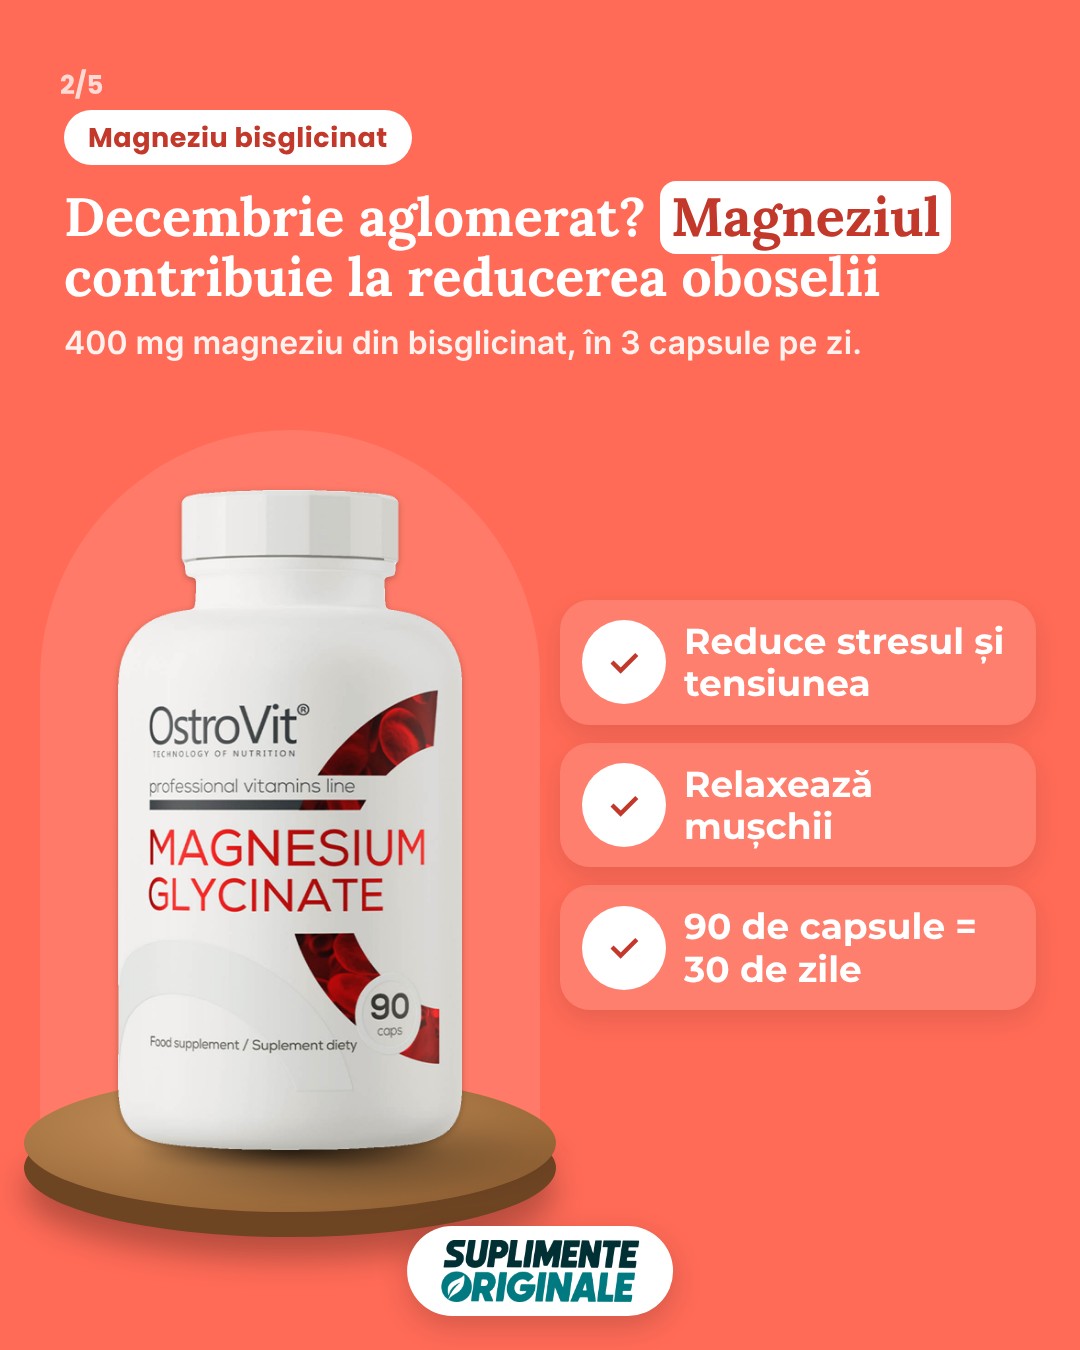 2/5
Magneziu bisglicinat
Decembrie aglomerat? Magneziul
contribuie la reducerea oboselii
400 mg magneziu din bisglicinat, în 3 capsule pe zi.
OstroVit®
TECHNOLOGY OF NUTRITION
professional vitamins line
MAGNESIUM
GLYCINATE
90
caps
Food supplement / Suplement diety
Reduce stresul și
tensiunea
Relaxează
mușchii
90 de capsule =
30 de zile
SUPLIMENTE
ORIGINALE